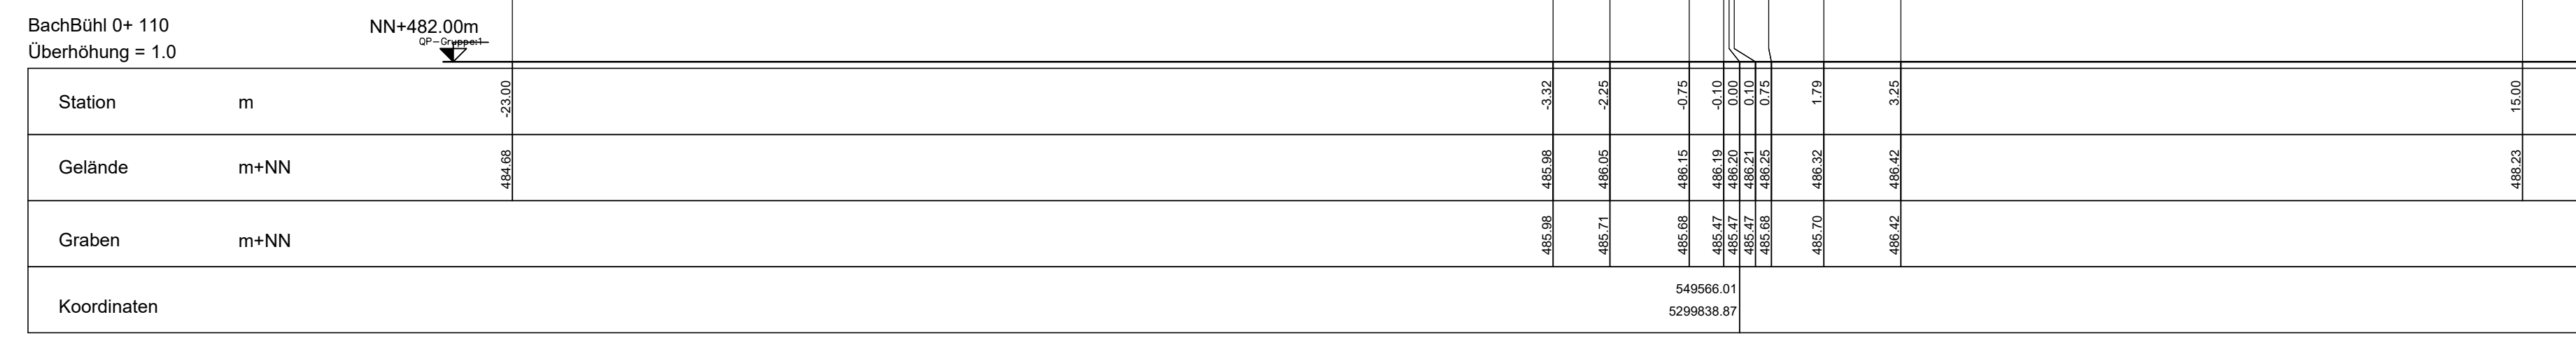 BachBühl 0+ 110
NN+482.00m
QP-Gruppe:1
Überhöhung = 1.0
Station m -23.00 -3.32 -2.25 -0.75 -0.10 0.00 0.10 0.75 1.79 3.25 15.00
Gelände m+NN 484.68 485.98 486.05 486.15 486.19 486.20 486.21 486.25 486.32 486.42 488.23
Graben m+NN 485.98 485.71 485.68 485.47 485.47 485.47 485.68 485.70 486.42
549566.01
Koordinaten
5299838.87